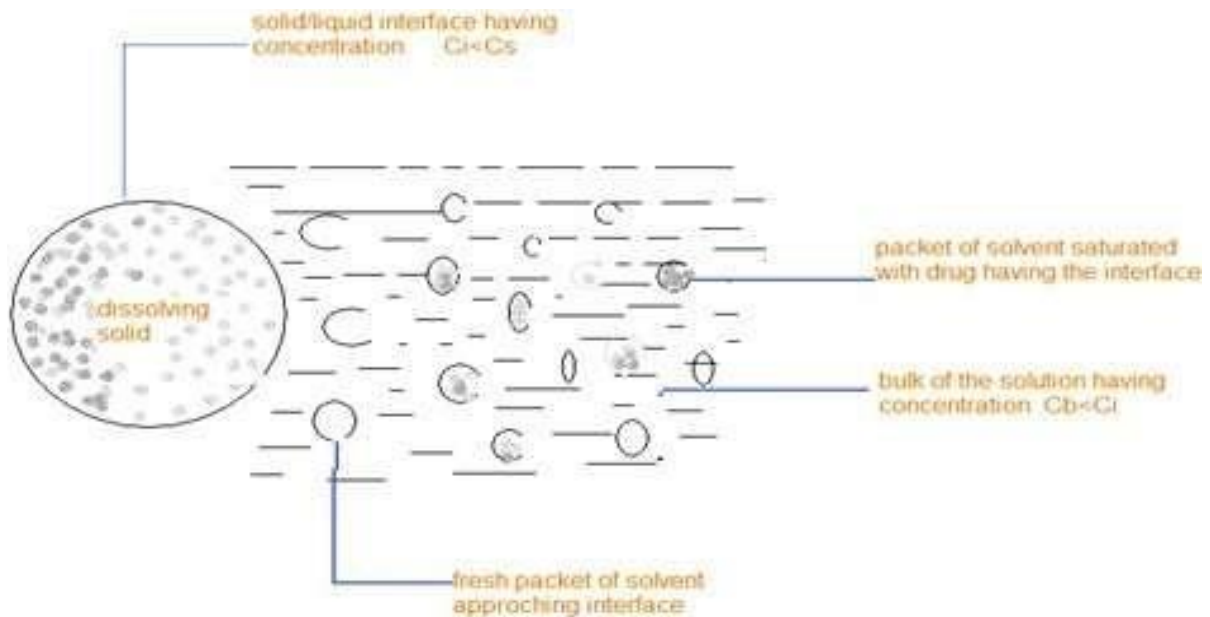 solid/liquid interface having
concentration Ci<Cs
dissolving
solid
packet of solvent saturated
with drug having the interface
bulk of the solution having
concentration Cb<Ci
fresh packet of solvent
approching interface